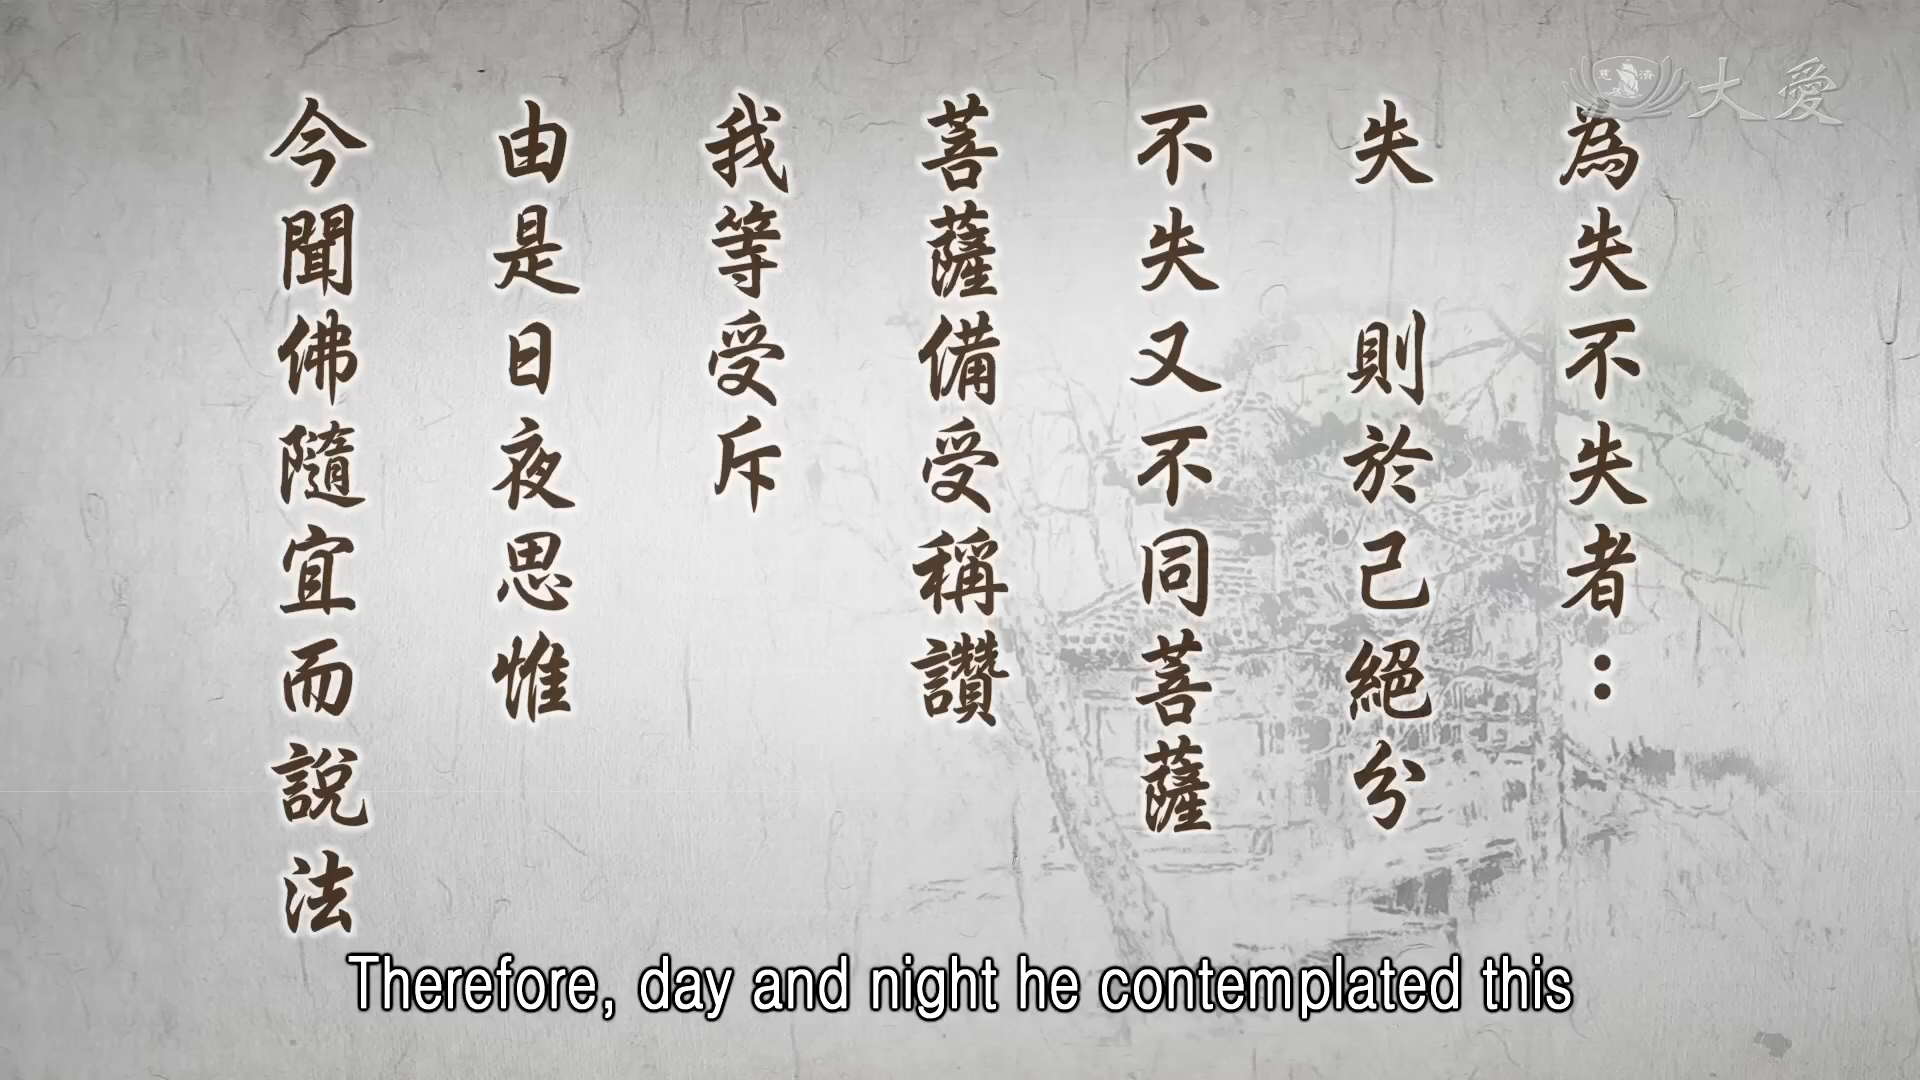 為失不失者：
失　則於己絕分
不失又不同菩薩
菩薩備受稱讚
我等受斥
由是日夜思惟
今聞佛隨宜而說法
慈濟
大愛
Therefore, day and night he contemplated this